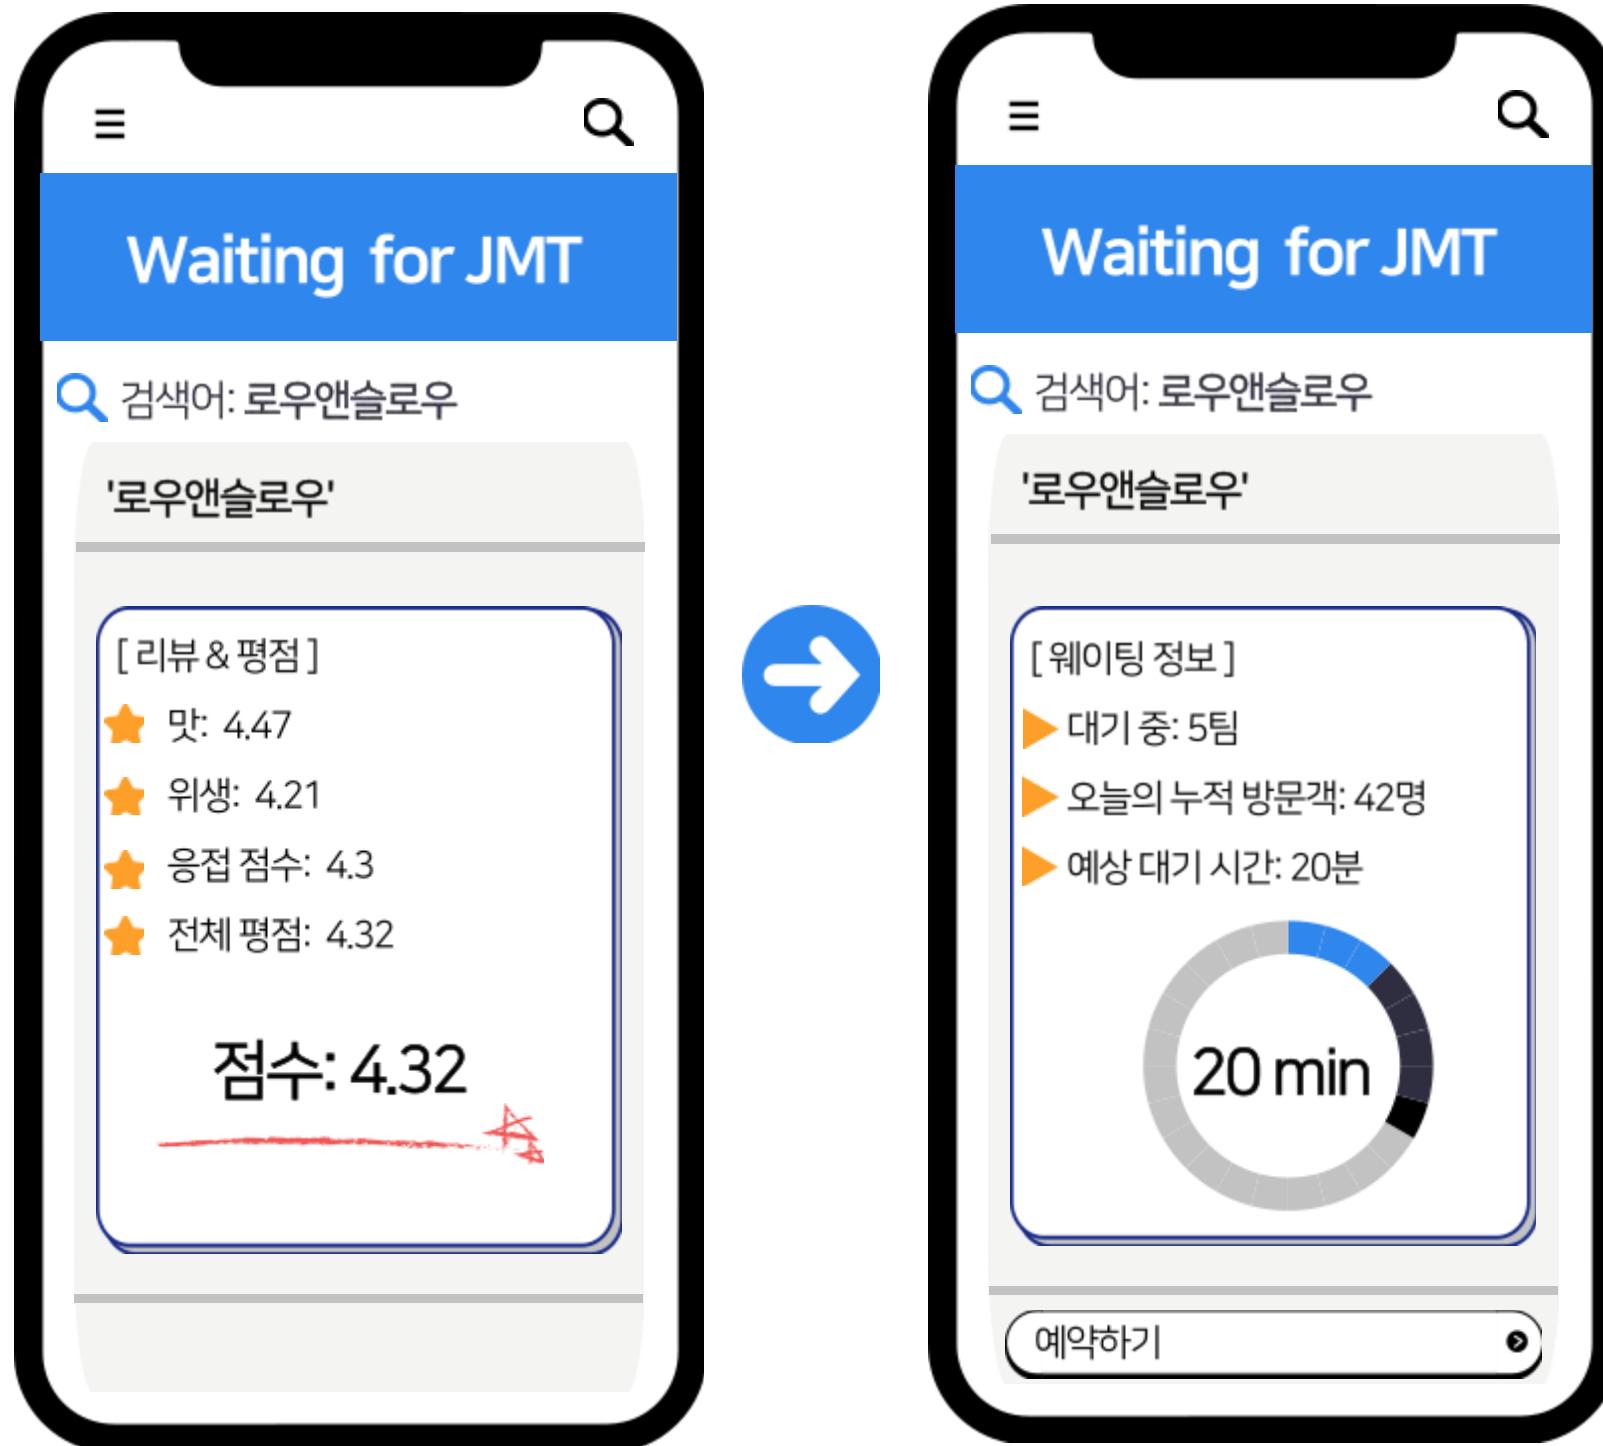 Waiting for JMT
검색어: 로우앤슬로우
'로우앤슬로우'
[ 리뷰 & 평점 ]
맛: 4.47
위생: 4.21
응접 점수: 4.3
전체 평점: 4.32
점수: 4.32
Waiting for JMT
검색어: 로우앤슬로우
'로우앤슬로우'
[ 웨이팅 정보 ]
대기 중: 5팀
오늘의 누적 방문객: 42명
예상 대기 시간: 20분
20 min
예약하기